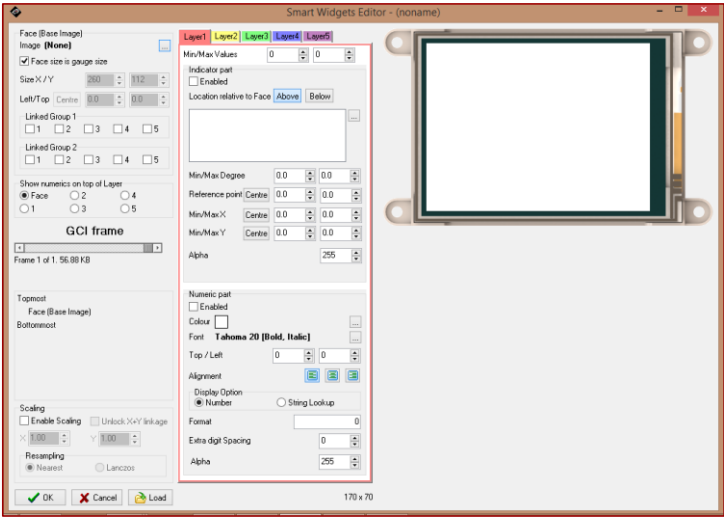 Smart Widgets Editor - (noname)
Face (Base Image)
Image (None)
...
Face size is gauge size
Size X / Y 260 112
Left/Top Centre 0.0 0.0
Linked Group 1
1 2 3 4 5
Linked Group 2
1 2 3 4 5
Show numerics on top of Layer
Face 2 4
1 3 5
GCI frame
Frame 1 of 1. 56.88 KB
Topmost
Face (Base Image)
Bottommost
Scaling
Enable Scaling Unlock X+Y linkage
X 1.00 Y 1.00
Resampling
Nearest Lanczos
OK Cancel Load
Layer1 Layer2 Layer3 Layer4 Layer5
Min/Max Values 0 0
Indicator part
Enabled
Location relative to Face Above Below
...
Min/Max Degree 0.0 0.0
Reference point Centre 0.0 0.0
Min/Max X Centre 0.0 0.0
Min/Max Y Centre 0.0 0.0
Alpha 255
Numeric part
Enabled
Colour ...
Font Tahoma 20 [Bold, Italic] ...
Top / Left 0 0
Alignment
Display Option
Number String Lookup
Format 0
Extra digit Spacing 0
Alpha 255
170 x 70